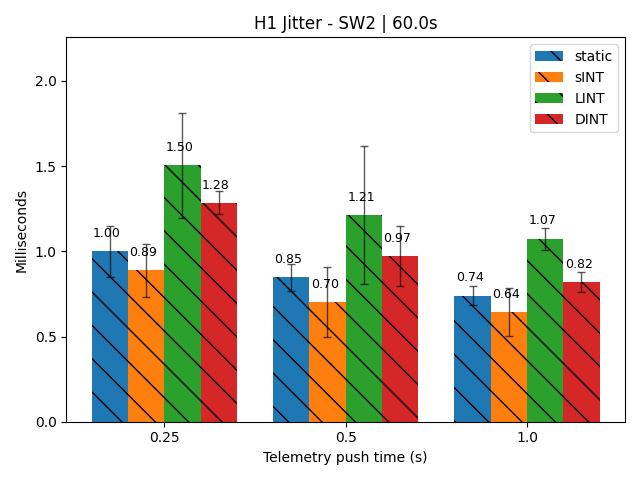 H1 Jitter - SW2 | 60.0s
static
sINT
LINT
DINT
Milliseconds
2.0
1.5
1.0
0.5
0.0
1.00
0.89
1.50
1.28
0.85
0.70
1.21
0.97
0.74
0.64
1.07
0.82
0.25
0.5
1.0
Telemetry push time (s)